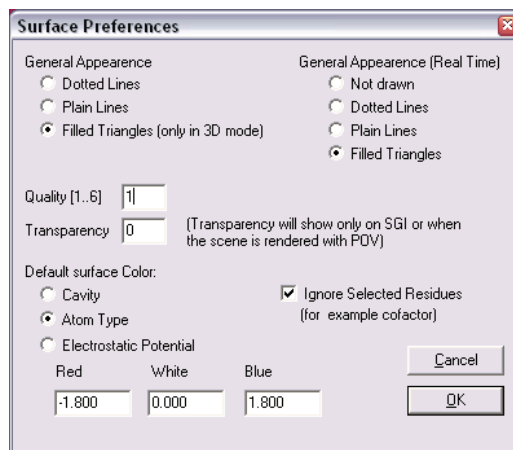 Surface Preferences
General Appearence
Dotted Lines
Plain Lines
Filled Triangles (only in 3D mode)
General Appearence (Real Time)
Not drawn
Dotted Lines
Plain Lines
Filled Triangles
Quality [1..6] 1
Transparency 0 (Transparency will show only on SGI or when
the scene is rendered with POV)
Default surface Color:
Cavity
Atom Type
Electrostatic Potential
Ignore Selected Residues
(for example cofactor)
Red White Blue
-1.800 0.000 1.800
Cancel
OK